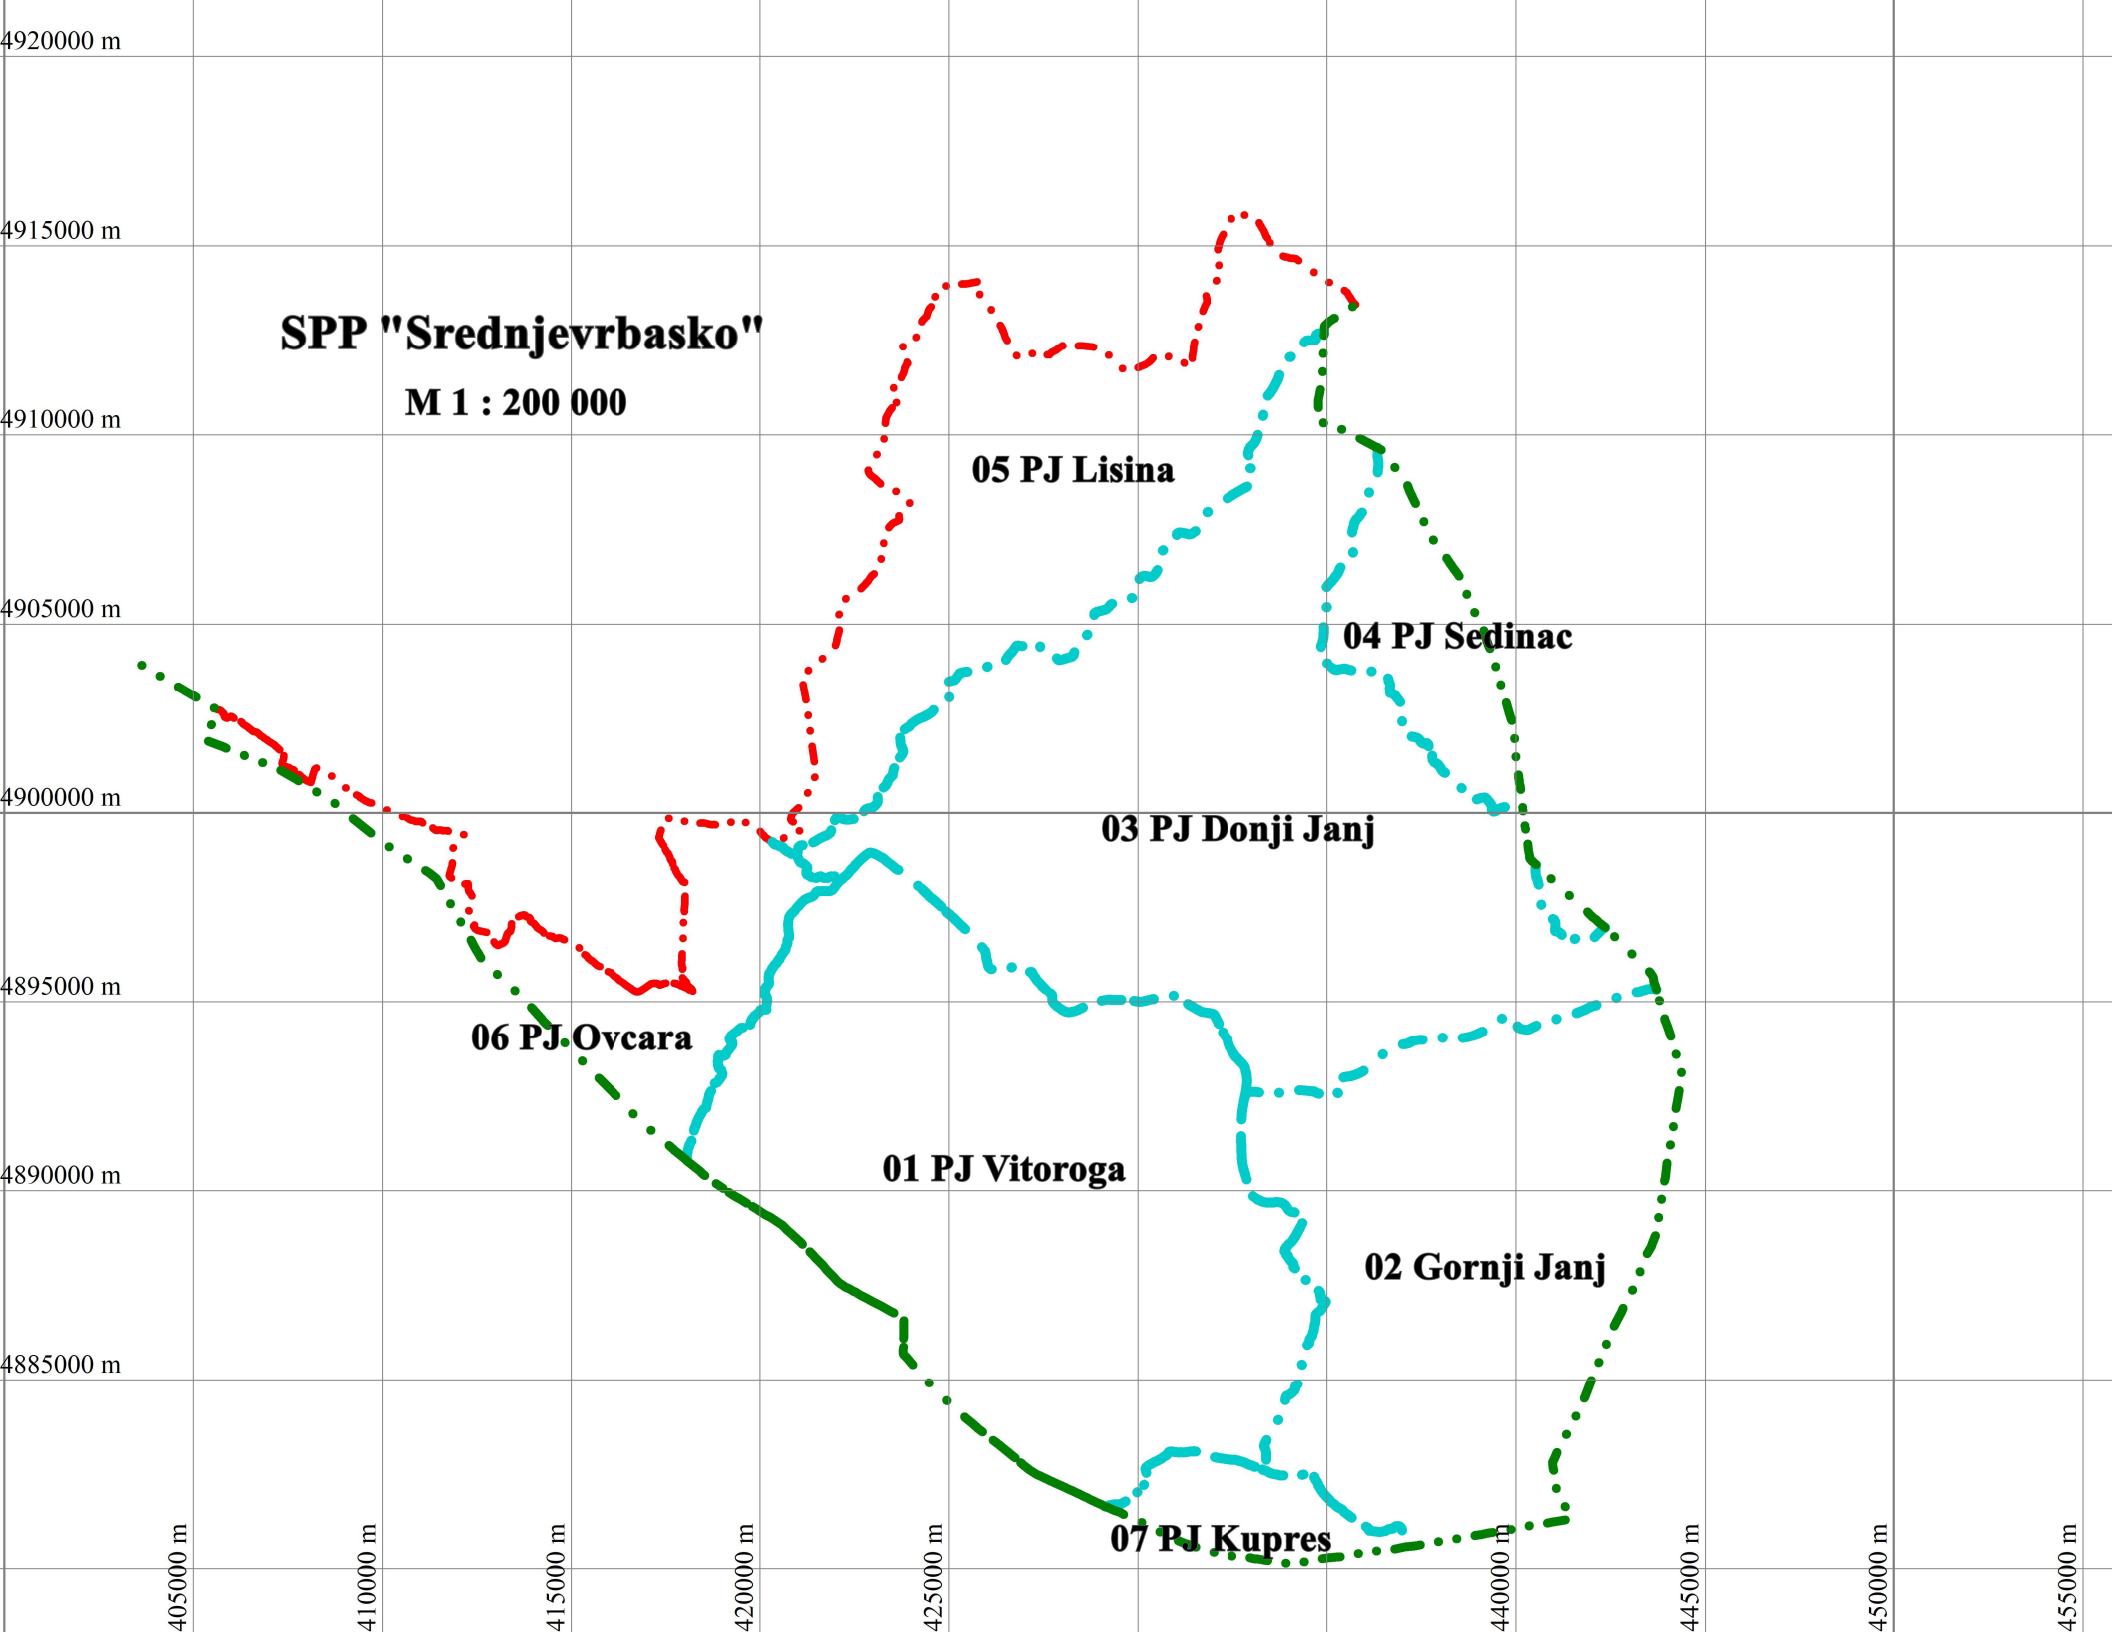 4920000 m
4915000 m
SPP "Srednjevrbasko"
M 1 : 200 000
4910000 m
05 PJ Lisina
4905000 m
04 PJ Sedinac
4900000 m
03 PJ Donji Janj
4895000 m
06 PJ Ovcara
4890000 m
01 PJ Vitoroga
02 Gornji Janj
4885000 m
07 PJ Kupres
405000 m
410000 m
415000 m
420000 m
425000 m
440000 m
445000 m
450000 m
455000 m